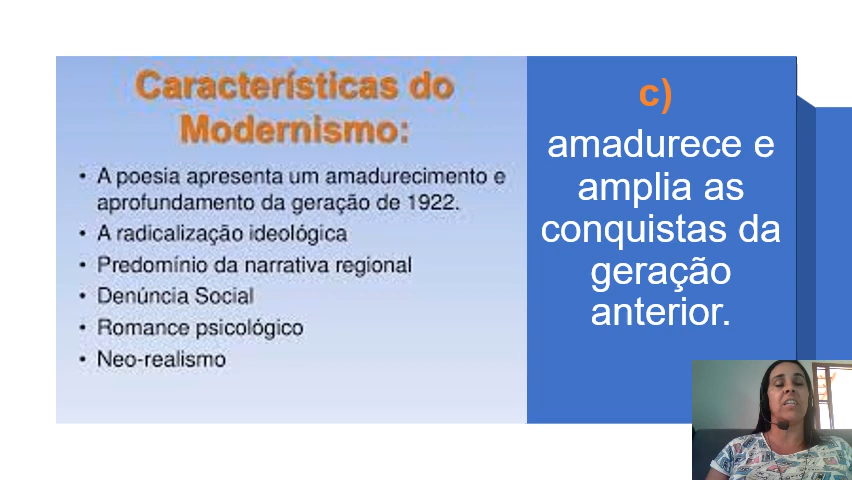 Características do
Modernismo:
• A poesia apresenta um amadurecimento e
aprofundamento da geração de 1922.
• A radicalização ideológica
• Predomínio da narrativa regional
• Denúncia Social
• Romance psicológico
• Neo-realismo
c)
amadurece e
amplia as
conquistas da
geração
anterior.